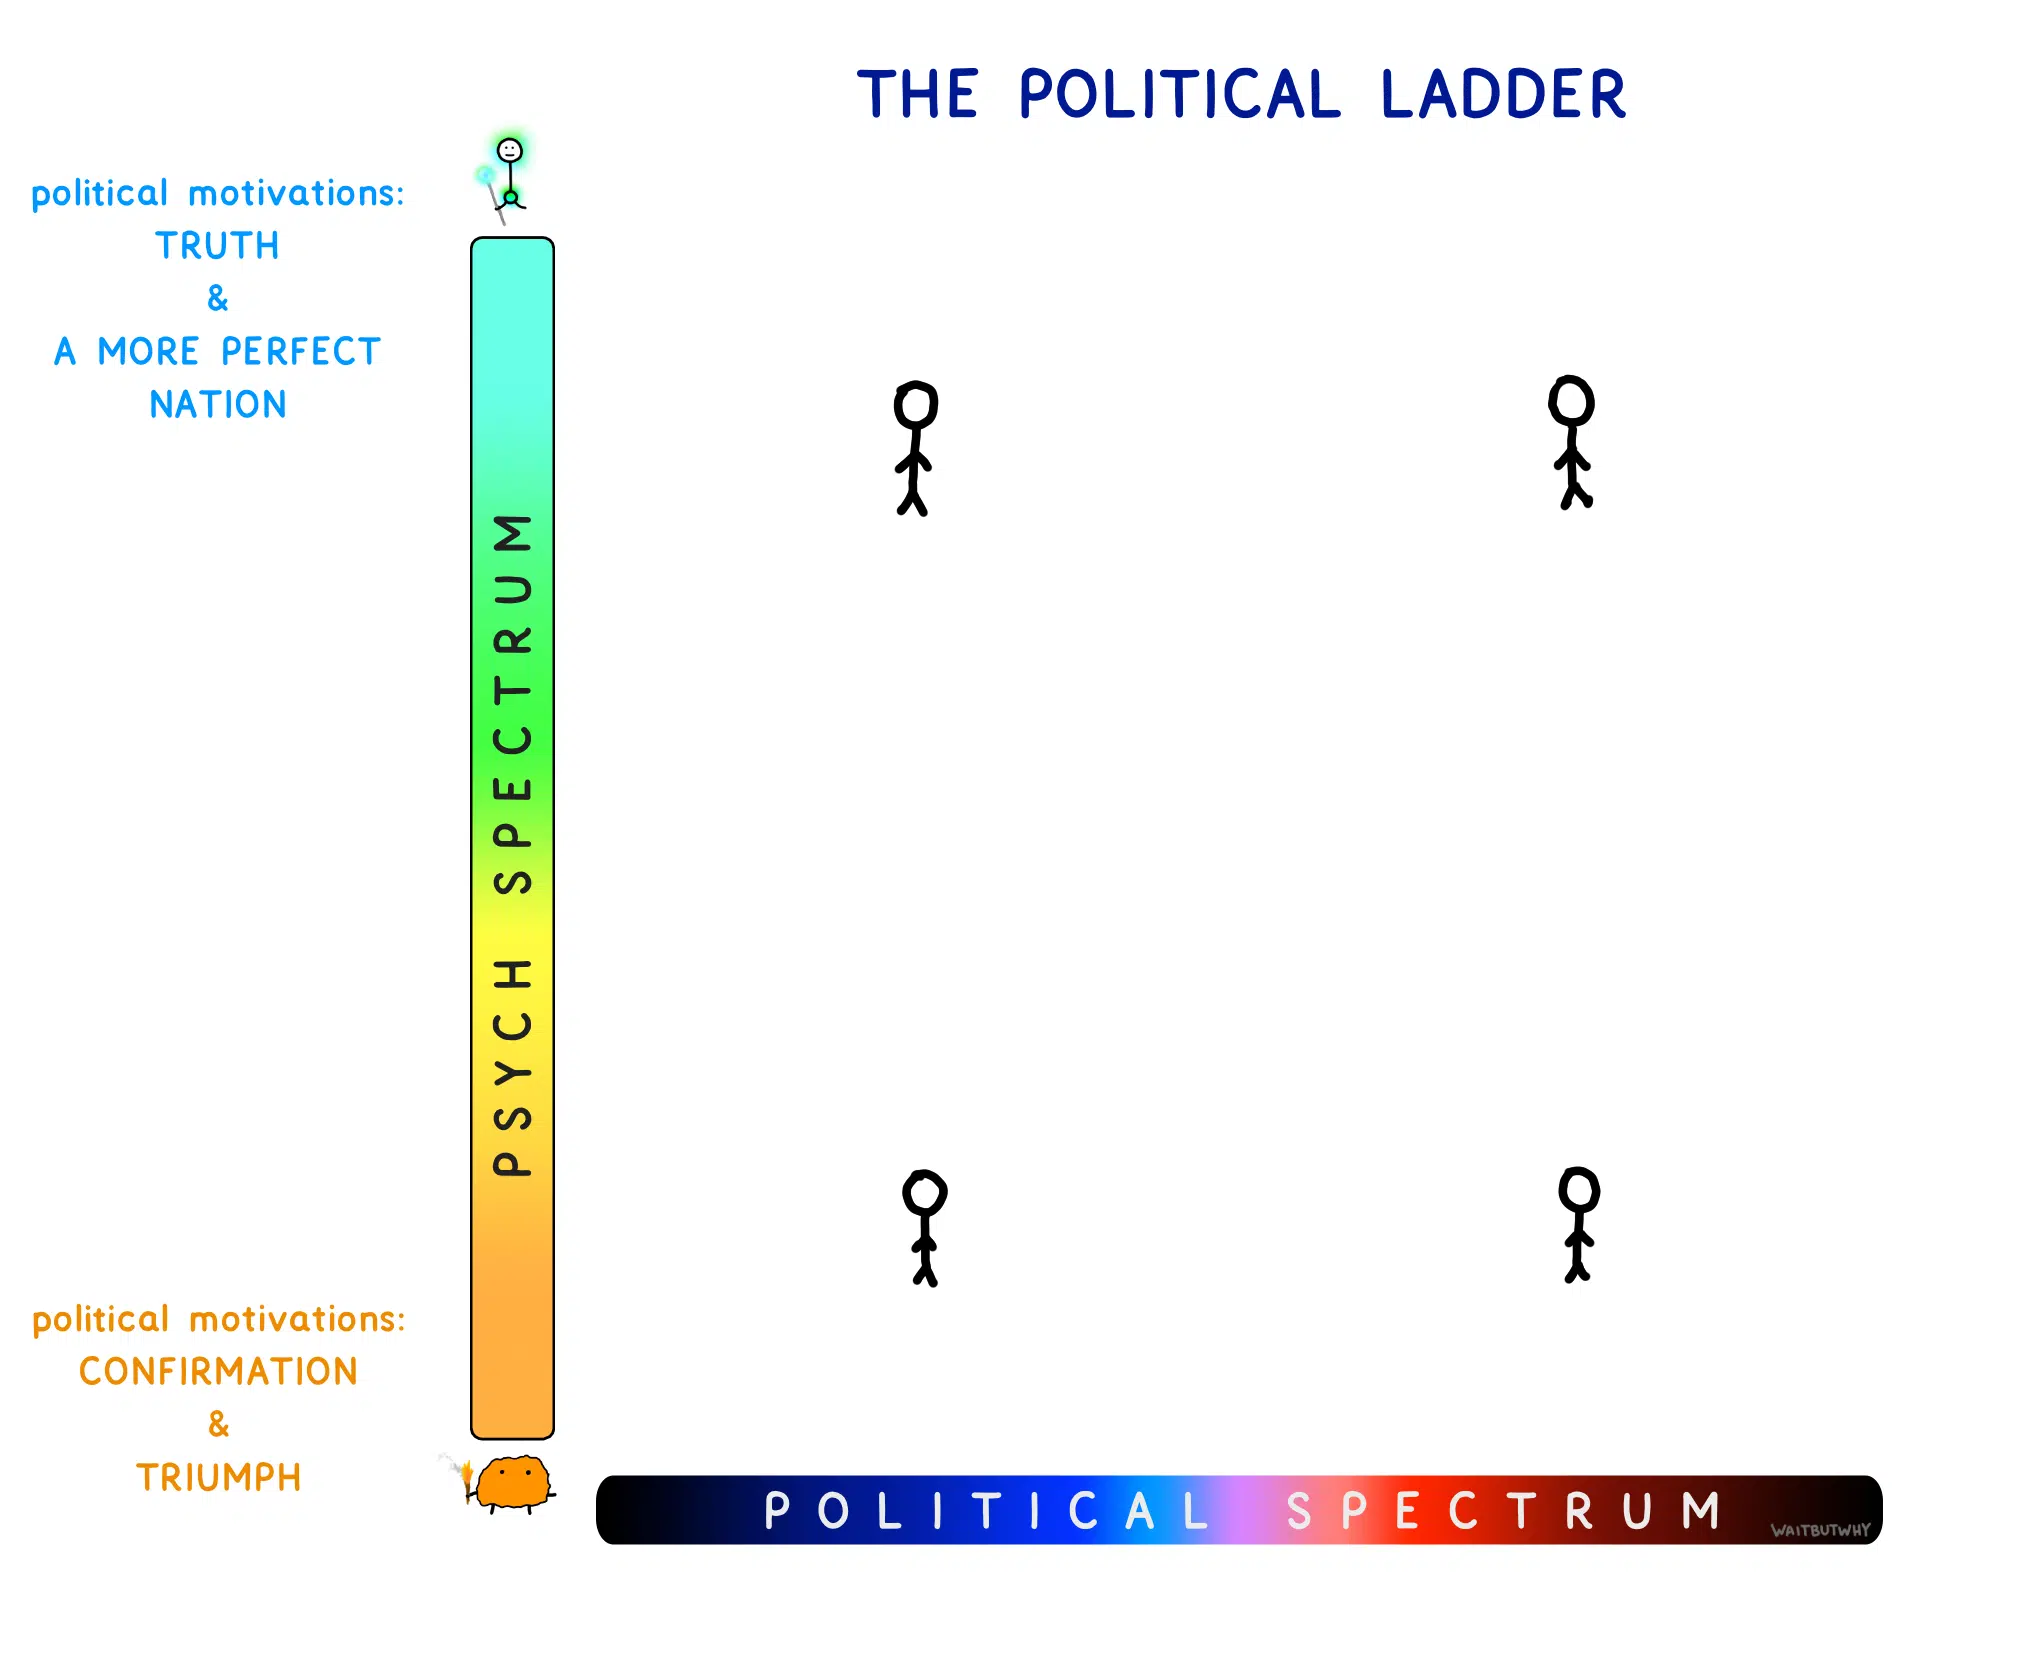 THE POLITICAL LADDER
political motivations:
TRUTH
&
A MORE PERFECT
NATION
PSYCH SPECTRUM
political motivations:
CONFIRMATION
&
TRIUMPH
POLITICAL SPECTRUM
WAITBUTWHY